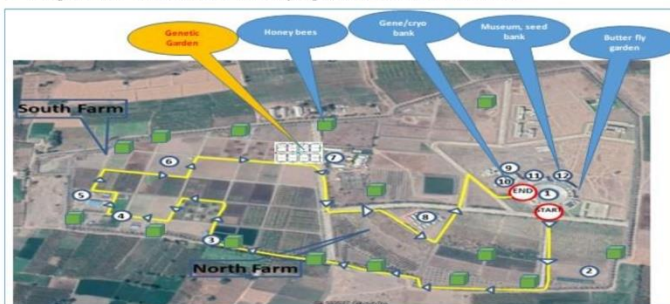 Genetic
Garden
Honey bees
Gene/cryo
bank
Museum, seed
bank
Butter fly
garden
South Farm
6
7
9
10
11
12
END
1
5
4
START
8
3
2
North Farm